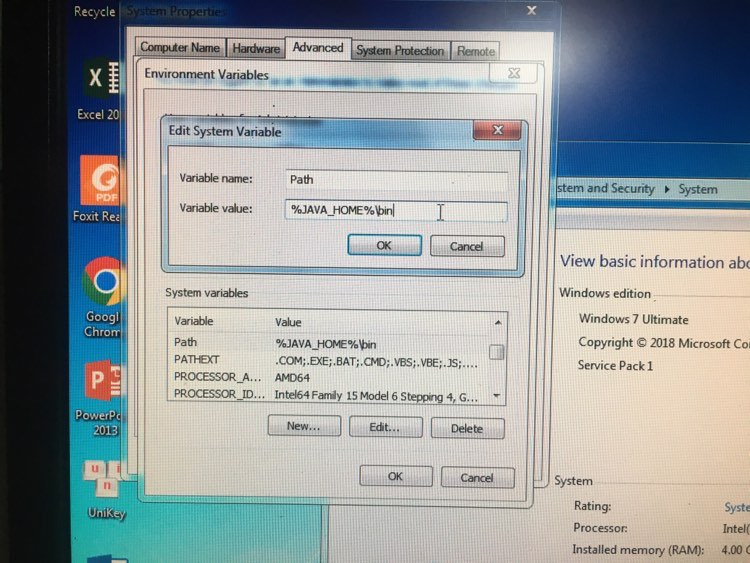 Recycle
System Properties
Computer Name Hardware Advanced System Protection Remote
Environment Variables
Excel 20
Edit System Variable
Variable name: Path
Variable value: %JAVA_HOME%\bin
OK Cancel
PDF
Foxit Rea
stem and Security ▸ System
View basic information abo
Windows edition
Windows 7 Ultimate
Copyright © 2018 Microsoft Co
Service Pack 1
System variables
Variable Value
Path %JAVA_HOME%\bin
PATHEXT .COM;.EXE;.BAT;.CMD;.VBS;.VBE;.JS;....
PROCESSOR_A... AMD64
PROCESSOR_ID... Intel64 Family 15 Model 6 Stepping 4, G...
New... Edit... Delete
OK Cancel
Googl
Chrom
PowerPo
2013
u i
n
UniKey
System
Rating: Syste
Processor: Intel(
Installed memory (RAM): 4.00 G